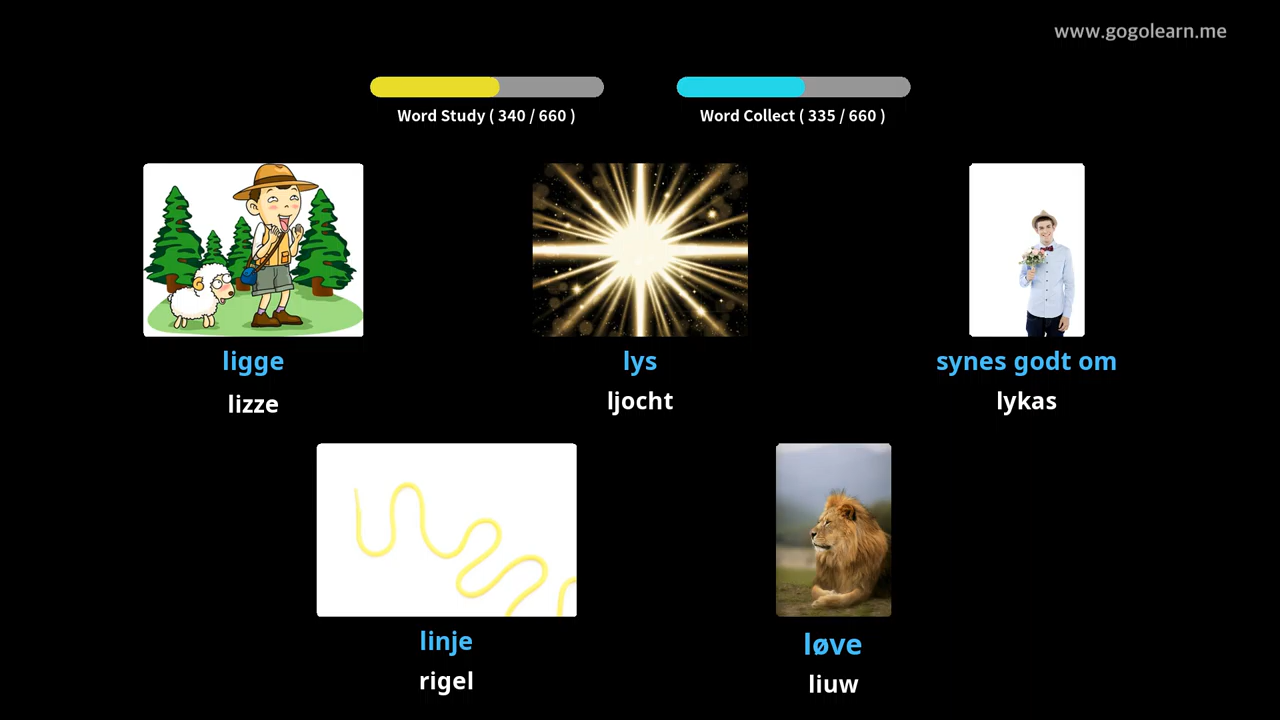 www.gogolearn.me
Word Study ( 340 / 660 )
Word Collect ( 335 / 660 )
ligge
lizze
lys
ljocht
synes godt om
lykas
linje
rigel
løve
liuw